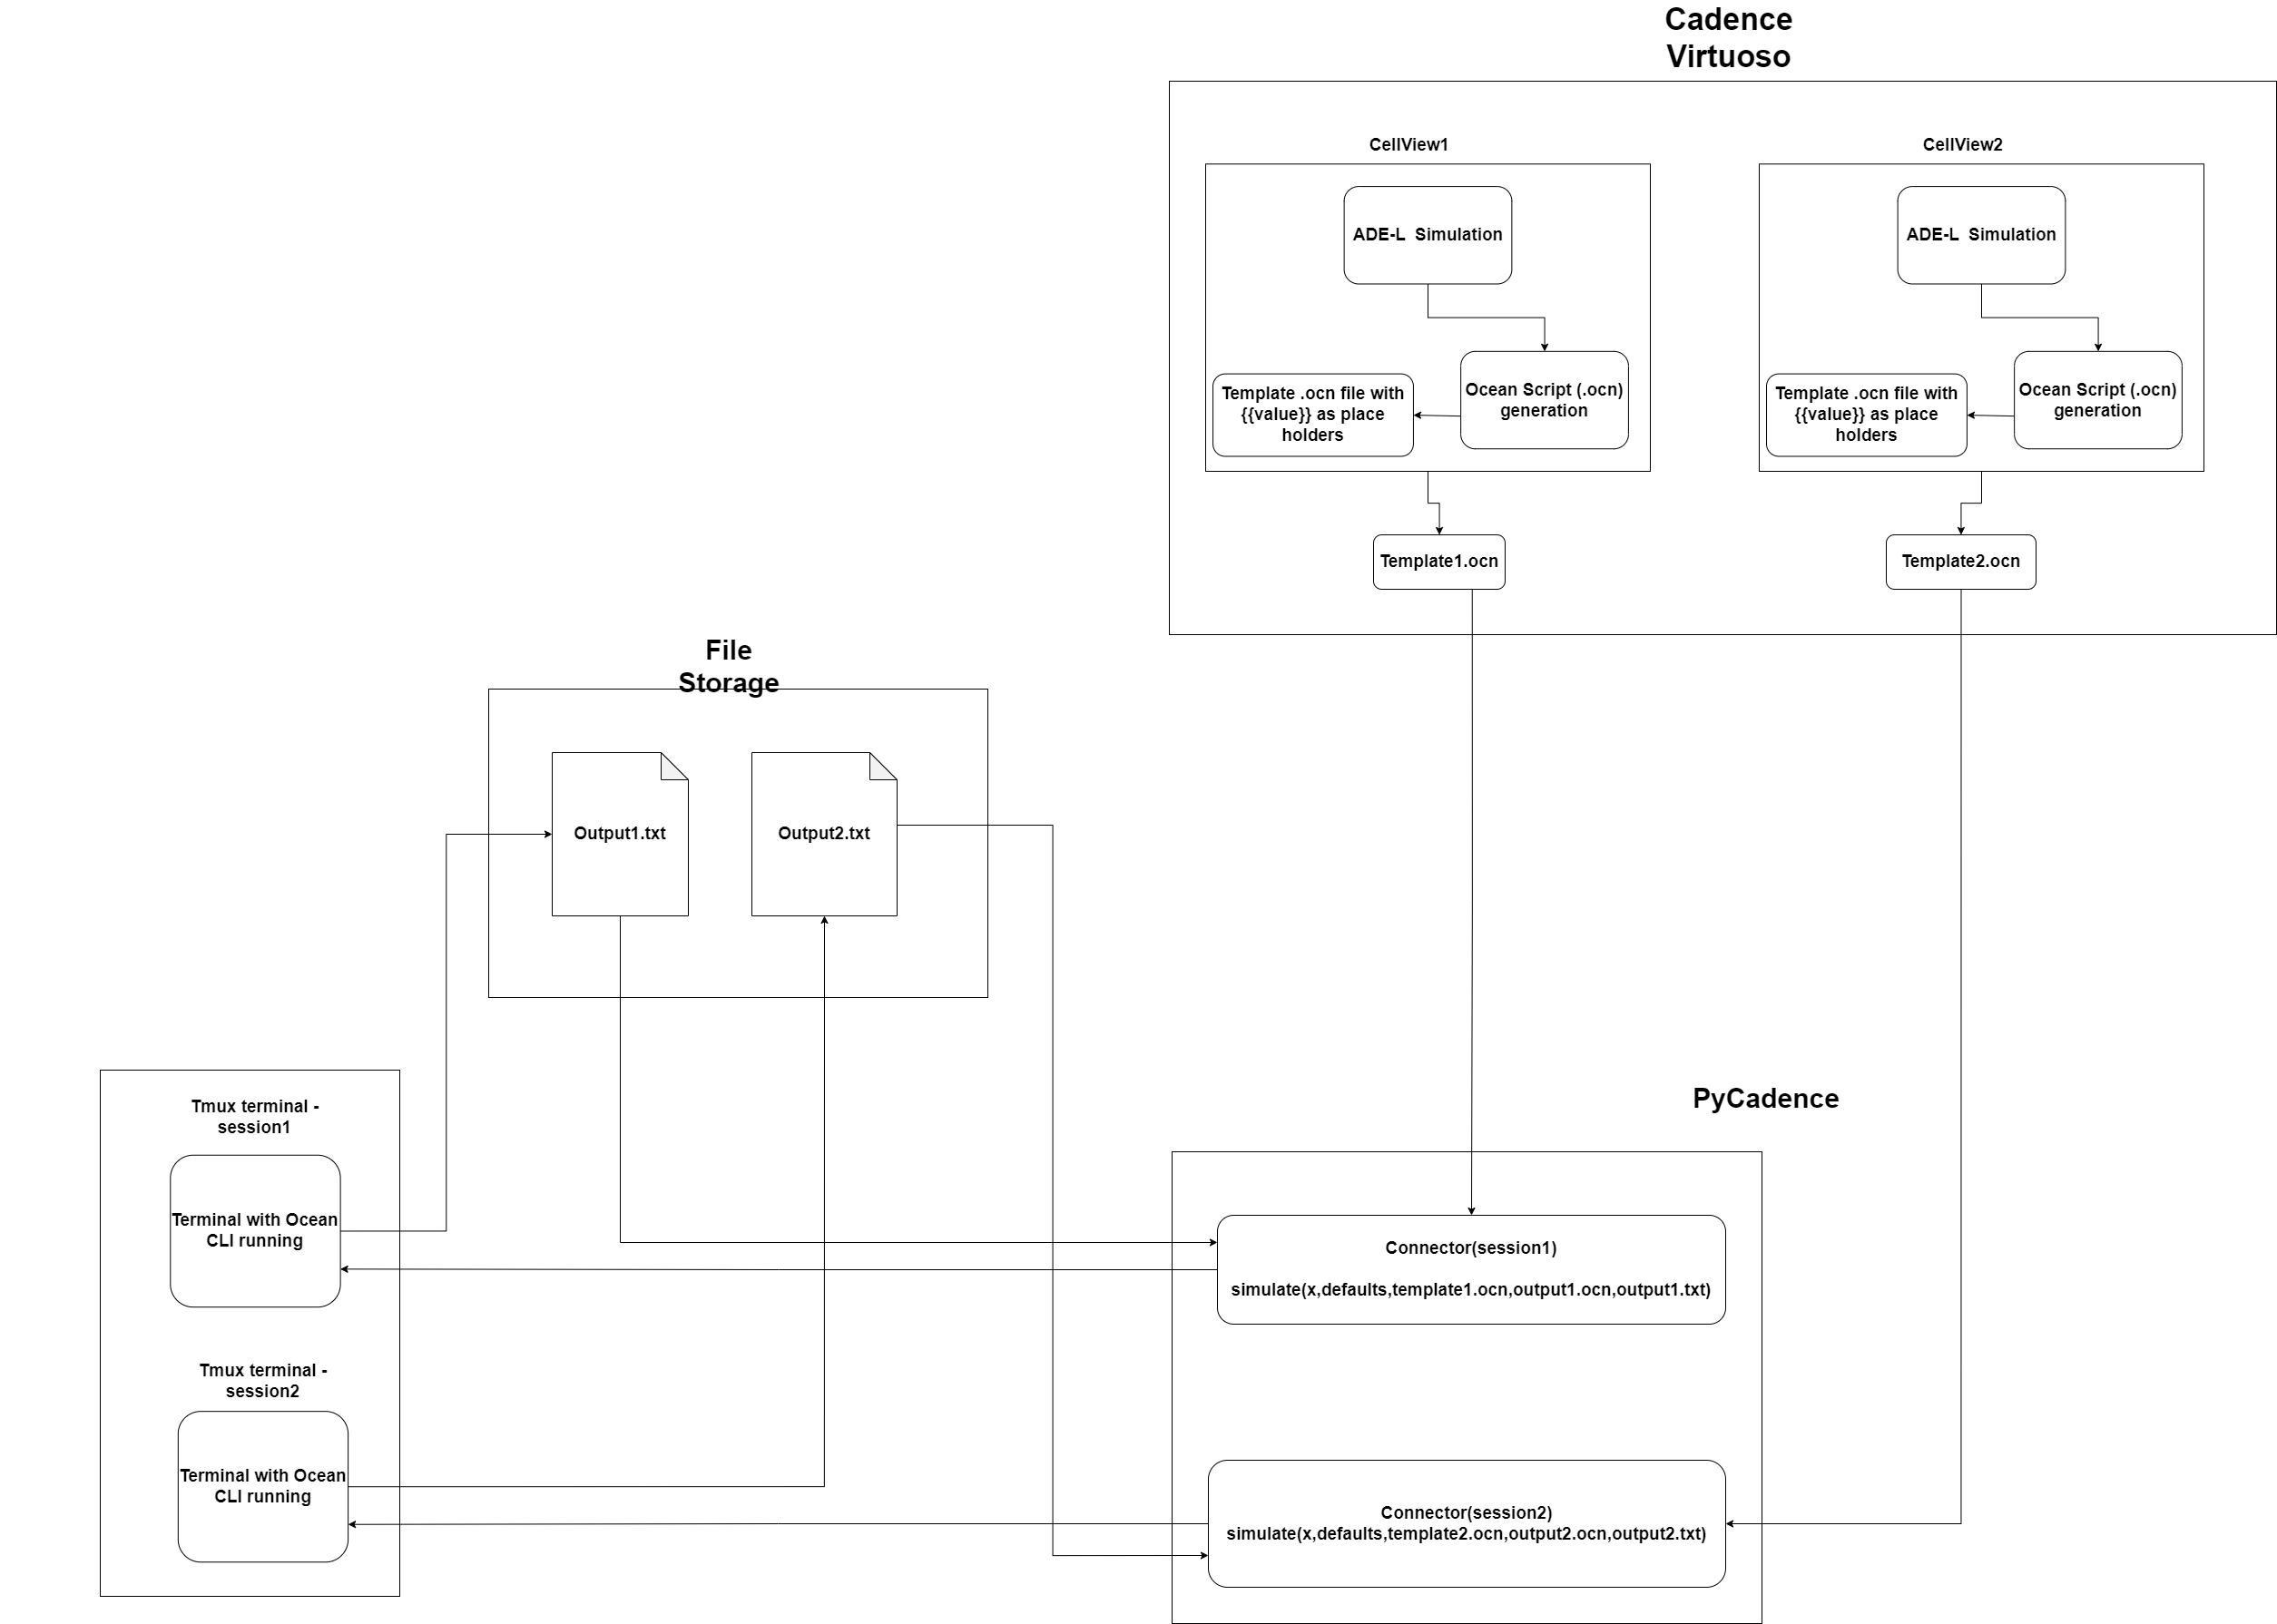 Cadence
Virtuoso
CellView1
CellView2
ADE-L  Simulation
ADE-L  Simulation
Template .ocn file with
{{value}} as place
holders
Ocean Script (.ocn)
generation
Template .ocn file with
{{value}} as place
holders
Ocean Script (.ocn)
generation
Template1.ocn
Template2.ocn
File
Storage
Output1.txt
Output2.txt
PyCadence
Tmux terminal -
session1
Terminal with Ocean
CLI running
Connector(session1)
simulate(x,defaults,template1.ocn,output1.ocn,output1.txt)
Tmux terminal -
session2
Terminal with Ocean
CLI running
Connector(session2)
simulate(x,defaults,template2.ocn,output2.ocn,output2.txt)